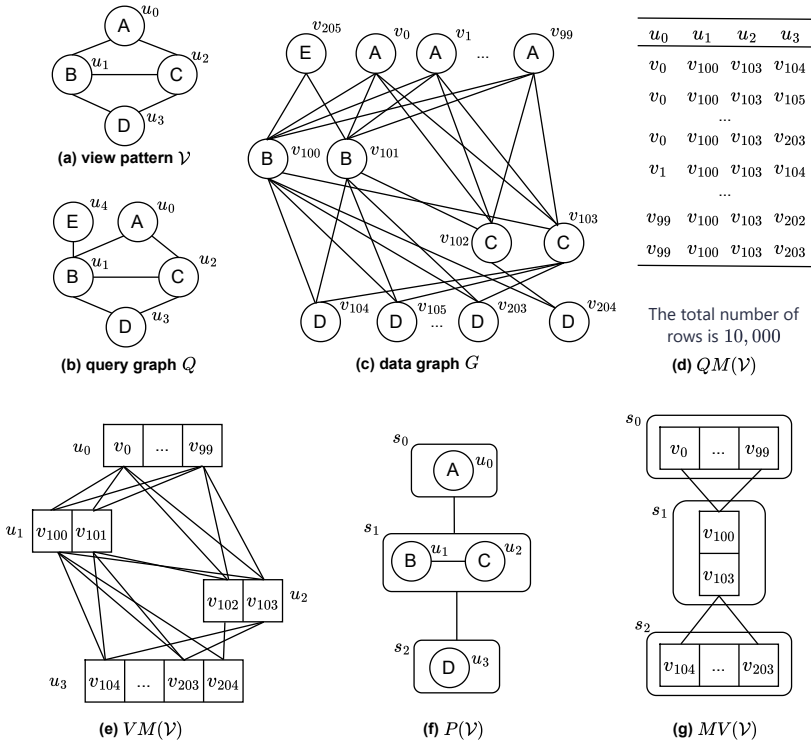 A u₀
B u₁ C u₂
D u₃
(a) view pattern 𝒱
E u₄ A u₀
B u₁ C u₂
D u₃
(b) query graph Q
E v₂₀₅ A v₀ A v₁ ... A v₉₉
B v₁₀₀ B v₁₀₁
v₁₀₂ C C v₁₀₃
D v₁₀₄ D v₁₀₅ ... D v₂₀₃ D v₂₀₄
(c) data graph G
u₀ u₁ u₂ u₃
v₀ v₁₀₀ v₁₀₃ v₁₀₄
v₀ v₁₀₀ v₁₀₃ v₁₀₅
...
v₀ v₁₀₀ v₁₀₃ v₂₀₃
v₁ v₁₀₀ v₁₀₃ v₁₀₄
...
v₉₉ v₁₀₀ v₁₀₃ v₂₀₂
v₉₉ v₁₀₀ v₁₀₃ v₂₀₃
The total number of
rows is 10,000
(d) QM(𝒱)
u₀ v₀ ... v₉₉
u₁ v₁₀₀ v₁₀₁
v₁₀₂ v₁₀₃ u₂
u₃ v₁₀₄ ... v₂₀₃ v₂₀₄
(e) VM(𝒱)
s₀ A u₀
s₁ B u₁ C u₂
s₂ D u₃
(f) P(𝒱)
s₀ v₀ ... v₉₉
s₁ v₁₀₀
v₁₀₃
s₂ v₁₀₄ ... v₂₀₃
(g) MV(𝒱)